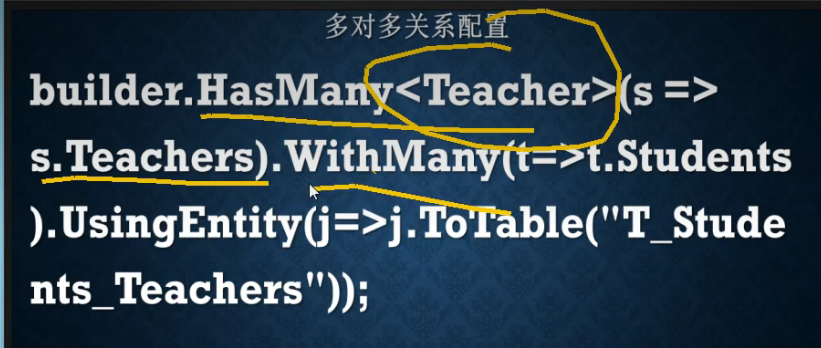 多对多关系配置
builder.HasMany<Teacher>(s =>
s.Teachers).WithMany(t=>t.Students
).UsingEntity(j=>j.ToTable("T_Stude
nts_Teachers"));